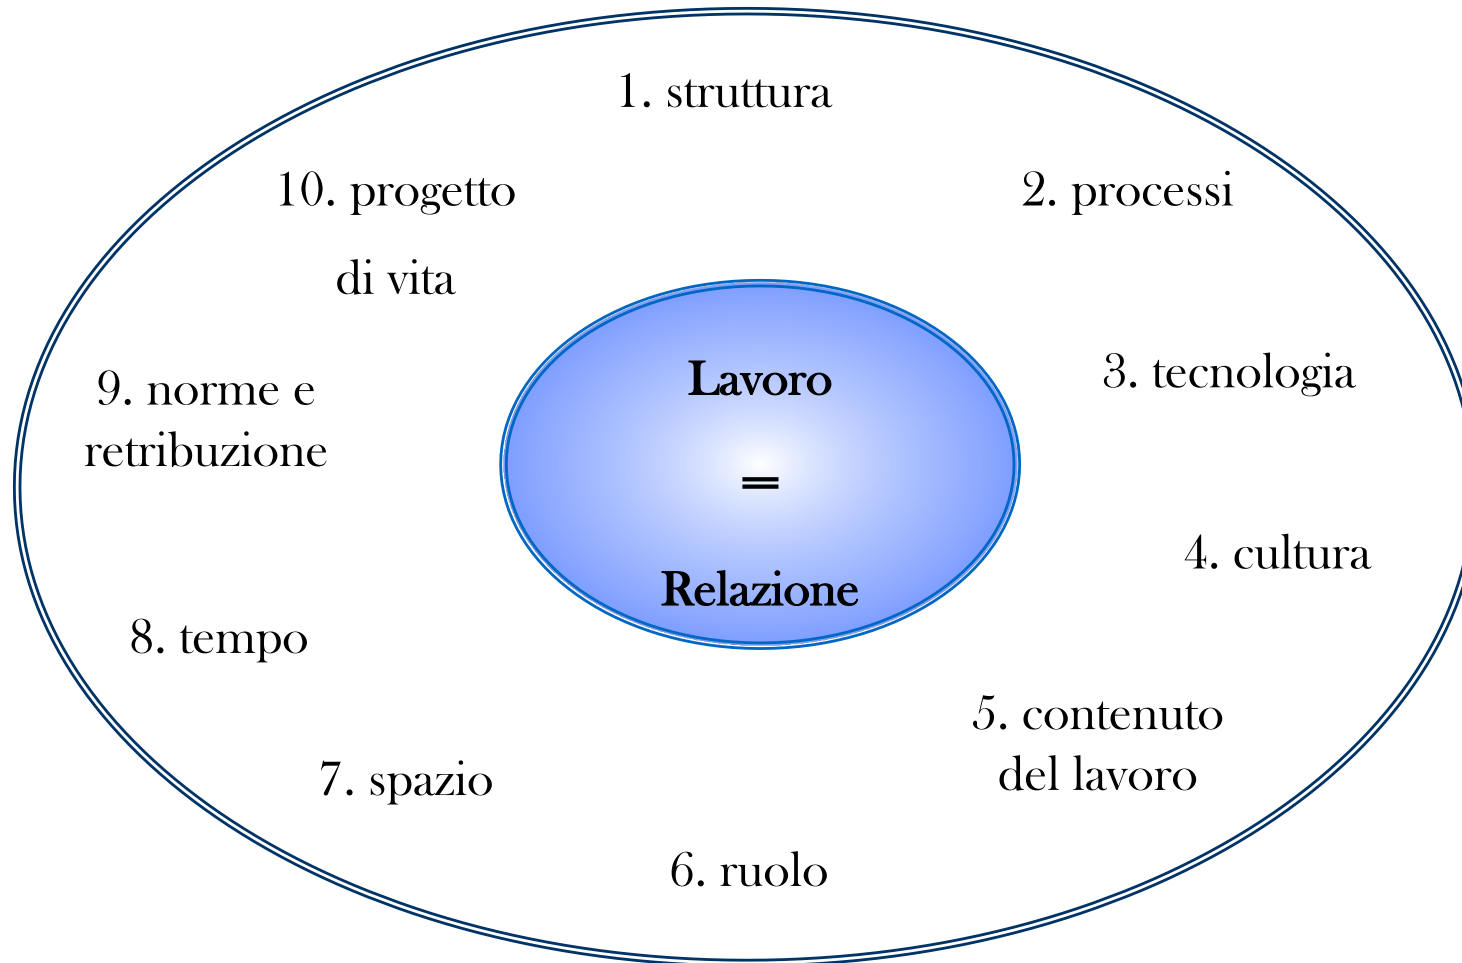 1. struttura
2. processi
3. tecnologia
4. cultura
5. contenuto
del lavoro
6. ruolo
7. spazio
8. tempo
9. norme e
retribuzione
10. progetto
di vita
Lavoro
=
Relazione